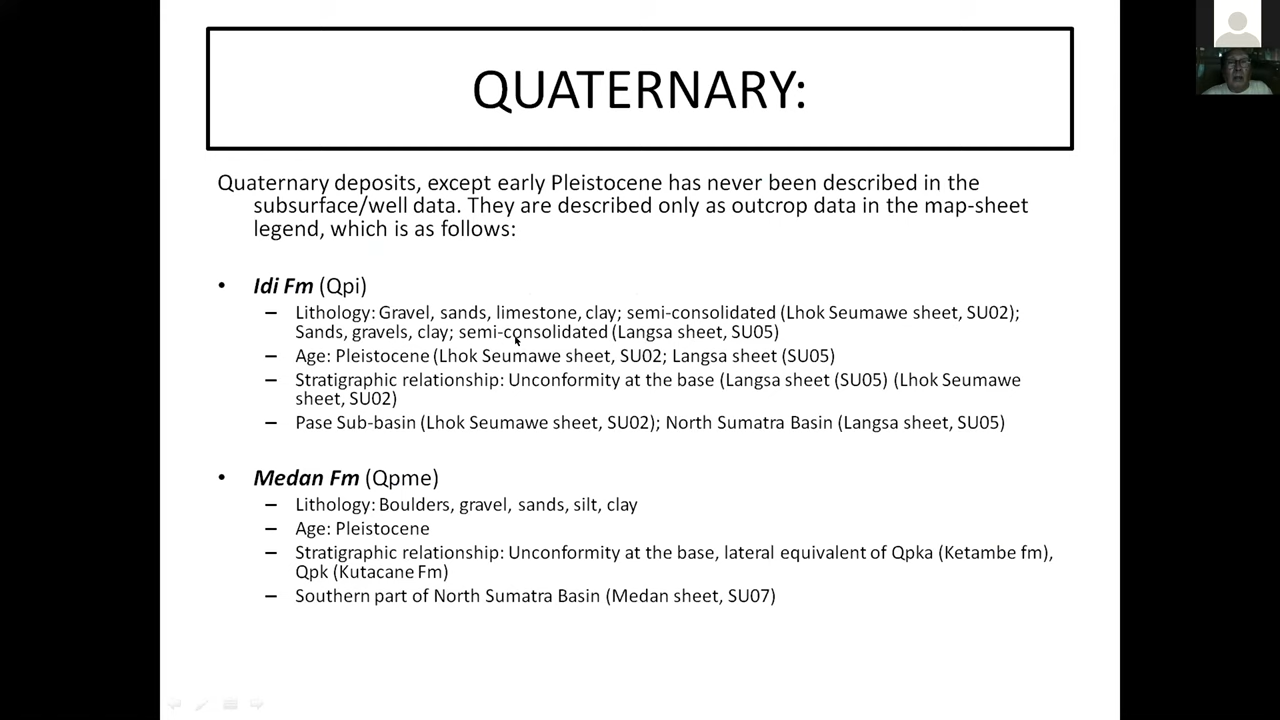 QUATERNARY:
Quaternary deposits, except early Pleistocene has never been described in the
subsurface/well data. They are described only as outcrop data in the map-sheet
legend, which is as follows:
• Idi Fm (Qpi)
– Lithology: Gravel, sands, limestone, clay; semi-consolidated (Lhok Seumawe sheet, SU02);
Sands, gravels, clay; semi-consolidated (Langsa sheet, SU05)
– Age: Pleistocene (Lhok Seumawe sheet, SU02; Langsa sheet (SU05)
– Stratigraphic relationship: Unconformity at the base (Langsa sheet (SU05) (Lhok Seumawe
sheet, SU02)
– Pase Sub-basin (Lhok Seumawe sheet, SU02); North Sumatra Basin (Langsa sheet, SU05)
• Medan Fm (Qpme)
– Lithology: Boulders, gravel, sands, silt, clay
– Age: Pleistocene
– Stratigraphic relationship: Unconformity at the base, lateral equivalent of Qpka (Ketambe fm),
Qpk (Kutacane Fm)
– Southern part of North Sumatra Basin (Medan sheet, SU07)